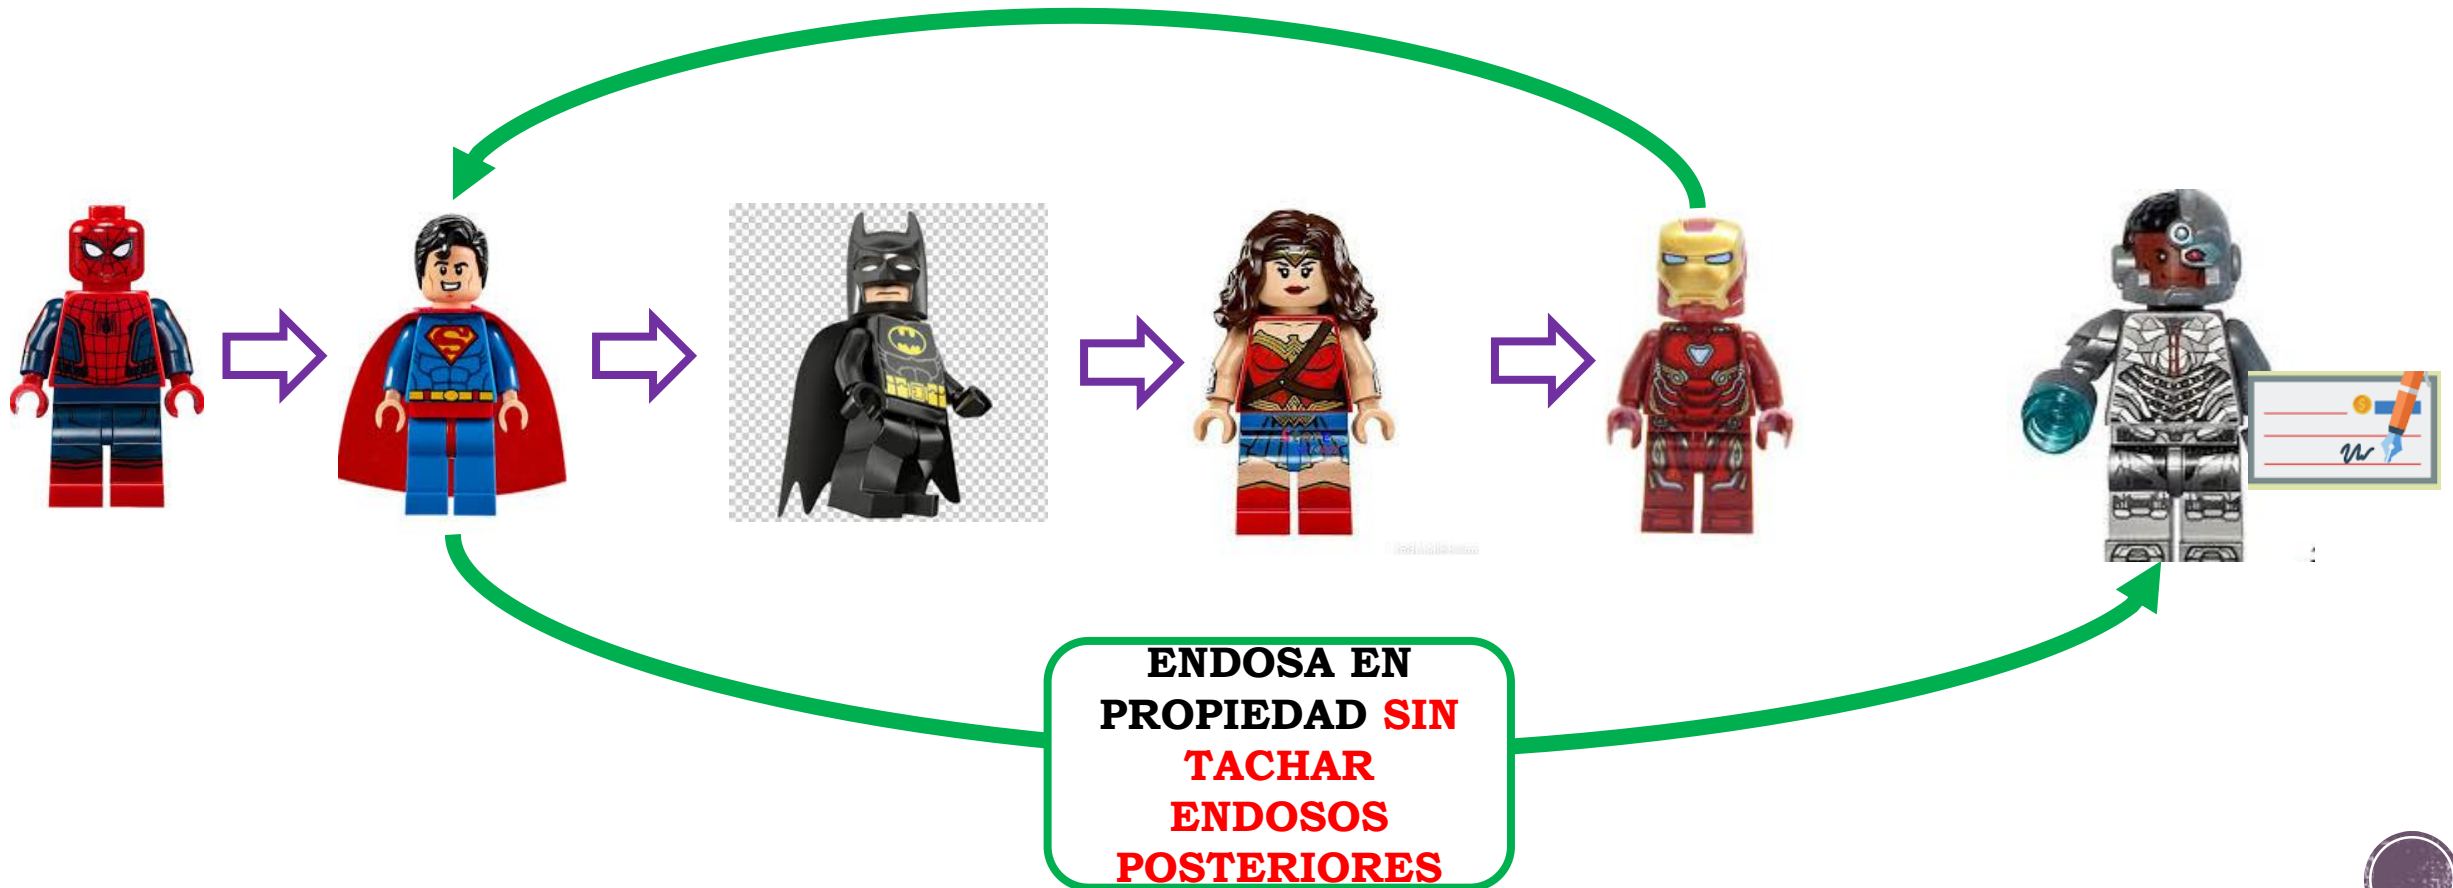 ENDOSA EN
PROPIEDAD SIN
TACHAR
ENDOSOS
POSTERIORES